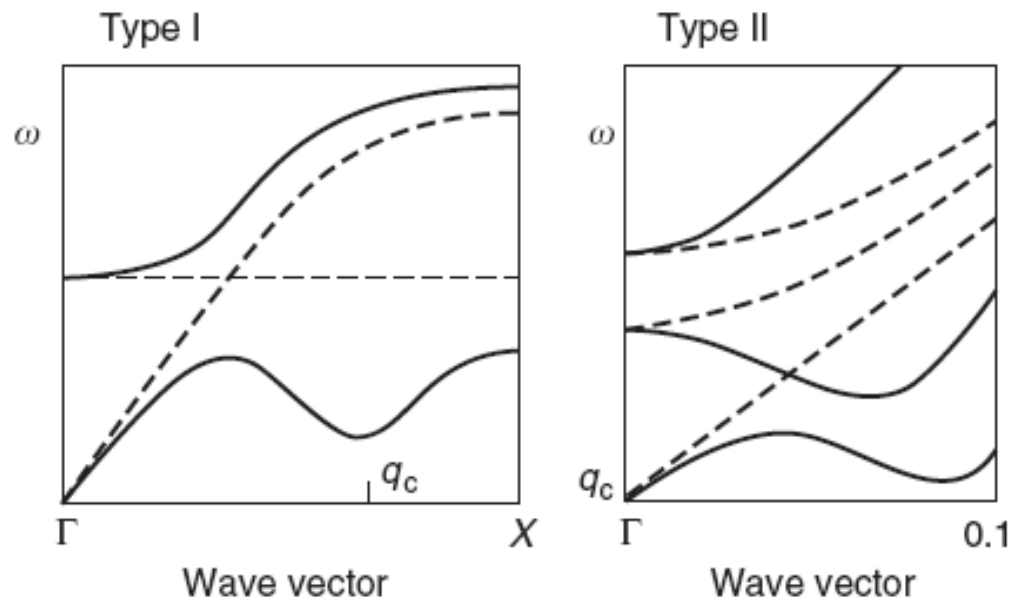 Type I
ω
q_c
Γ
X
Wave vector
Type II
ω
q_c
Γ
0.1
Wave vector